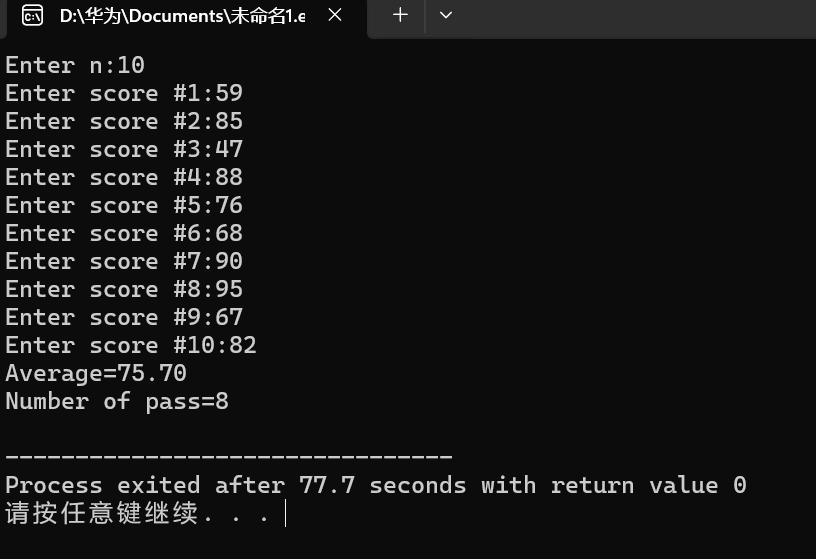 D:\华为\Documents\未命名1.e
Enter n:10
Enter score #1:59
Enter score #2:85
Enter score #3:47
Enter score #4:88
Enter score #5:76
Enter score #6:68
Enter score #7:90
Enter score #8:95
Enter score #9:67
Enter score #10:82
Average=75.70
Number of pass=8
--------------------------------
Process exited after 77.7 seconds with return value 0
请按任意键继续. . .